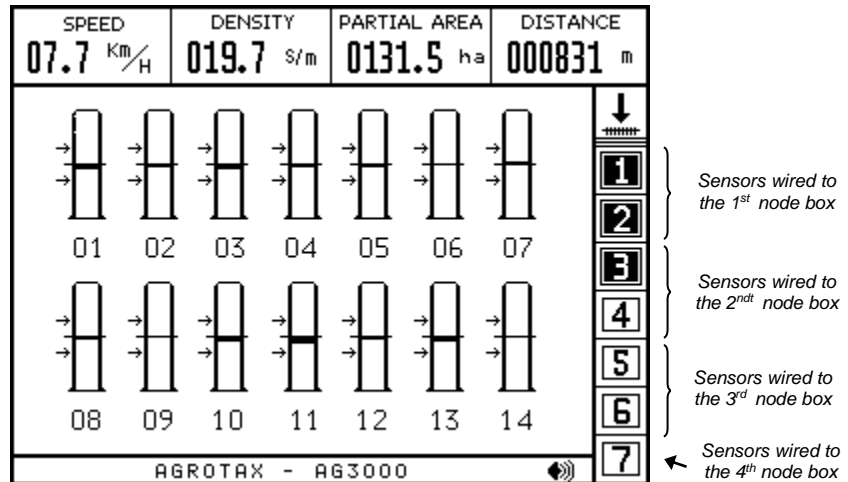 SPEED DENSITY PARTIAL AREA DISTANCE
07.7 Km/H 019.7 S/m 0131.5 ha 000831 m
1
2
Sensors wired to
the 1st node box
01 02 03 04 05 06 07
3
4
Sensors wired to
the 2ndt node box
5
6
Sensors wired to
the 3rd node box
08 09 10 11 12 13 14
7
Sensors wired to
the 4th node box
AGROTAX - AG3000